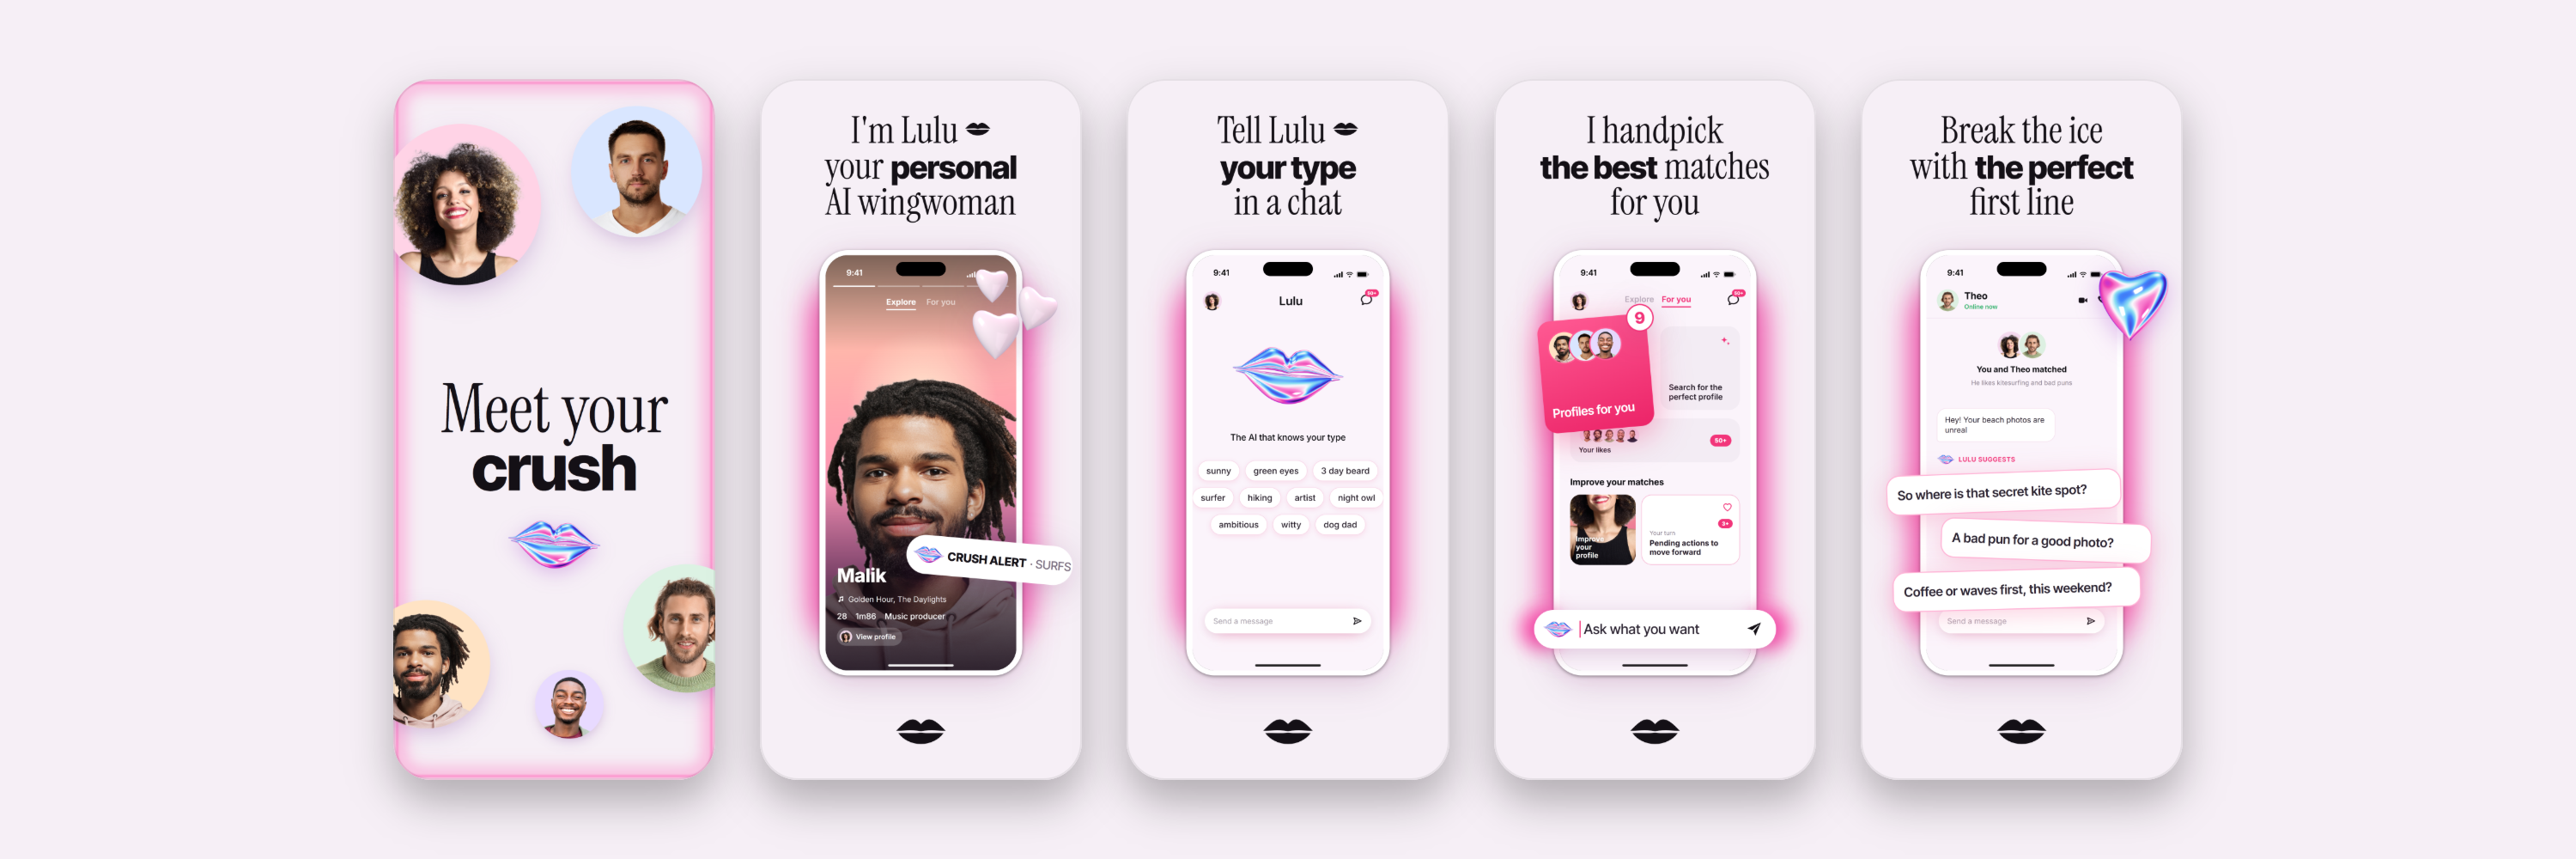 Meet your
crush
I'm Lulu
your personal
AI wingwoman
9:41
Explore For you
CRUSH ALERT · SURFS
Malik
Golden Hour, The Daylights
28 1m86 Music producer
View profile
Tell Lulu
your type
in a chat
9:41
Lulu
99+
The AI that knows your type
sunny green eyes 3 day beard
surfer hiking artist night owl
ambitious witty dog dad
Send a message
I handpick
the best matches
for you
9:41
Explore For you
99+
9
Profiles for you
Search for the
perfect profile
Your likes
50+
Improve your matches
Improve
your
profile
3+
Your turn
Pending actions to
move forward
Ask what you want
Break the ice
with the perfect
first line
9:41
Theo
Online now
You and Theo matched
He likes kitesurfing and bad puns
Hey! Your beach photos are
unreal
LULU SUGGESTS
So where is that secret kite spot?
A bad pun for a good photo?
Coffee or waves first, this weekend?
Send a message